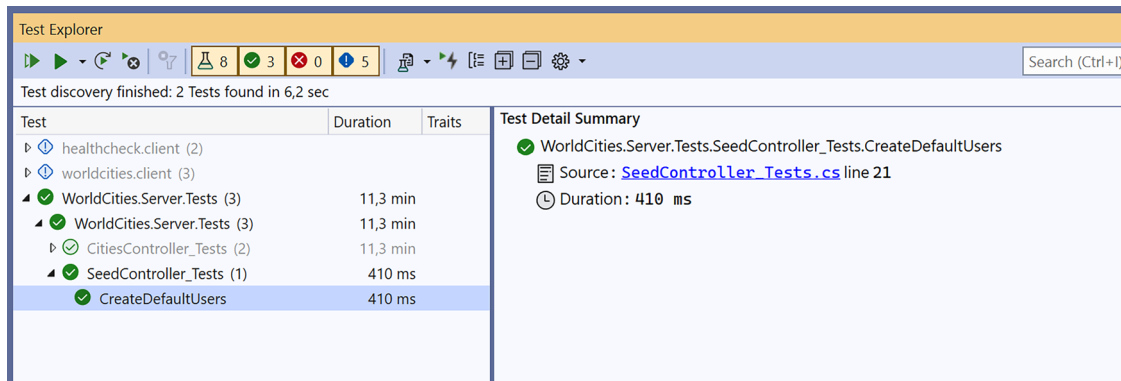 Test Explorer
8 3 0 5 Search (Ctrl+I)
Test discovery finished: 2 Tests found in 6,2 sec
Test Duration Traits
healthcheck.client (2)
worldcities.client (3)
WorldCities.Server.Tests (3) 11,3 min
WorldCities.Server.Tests (3) 11,3 min
CitiesController_Tests (2) 11,3 min
SeedController_Tests (1) 410 ms
CreateDefaultUsers 410 ms
Test Detail Summary
WorldCities.Server.Tests.SeedController_Tests.CreateDefaultUsers
Source: SeedController_Tests.cs line 21
Duration: 410 ms